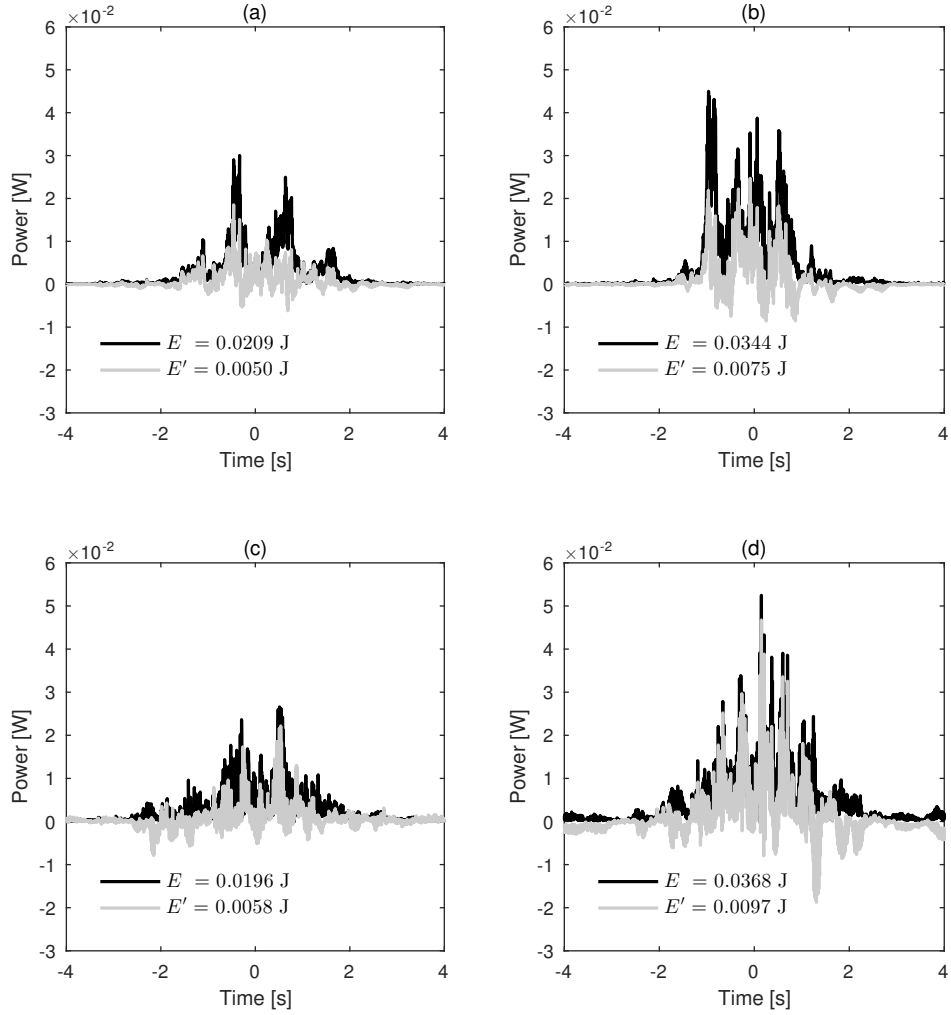 (a)
×10⁻²
6
5
4
3
2
1
0
-1
-2
-3
Power [W]
E = 0.0209 J
E′ = 0.0050 J
-4 -2 0 2 4
Time [s]
(b)
×10⁻²
6
5
4
3
2
1
0
-1
-2
-3
Power [W]
E = 0.0344 J
E′ = 0.0075 J
-4 -2 0 2 4
Time [s]
(c)
×10⁻²
6
5
4
3
2
1
0
-1
-2
-3
Power [W]
E = 0.0196 J
E′ = 0.0058 J
-4 -2 0 2 4
Time [s]
(d)
×10⁻²
6
5
4
3
2
1
0
-1
-2
-3
Power [W]
E = 0.0368 J
E′ = 0.0097 J
-4 -2 0 2 4
Time [s]